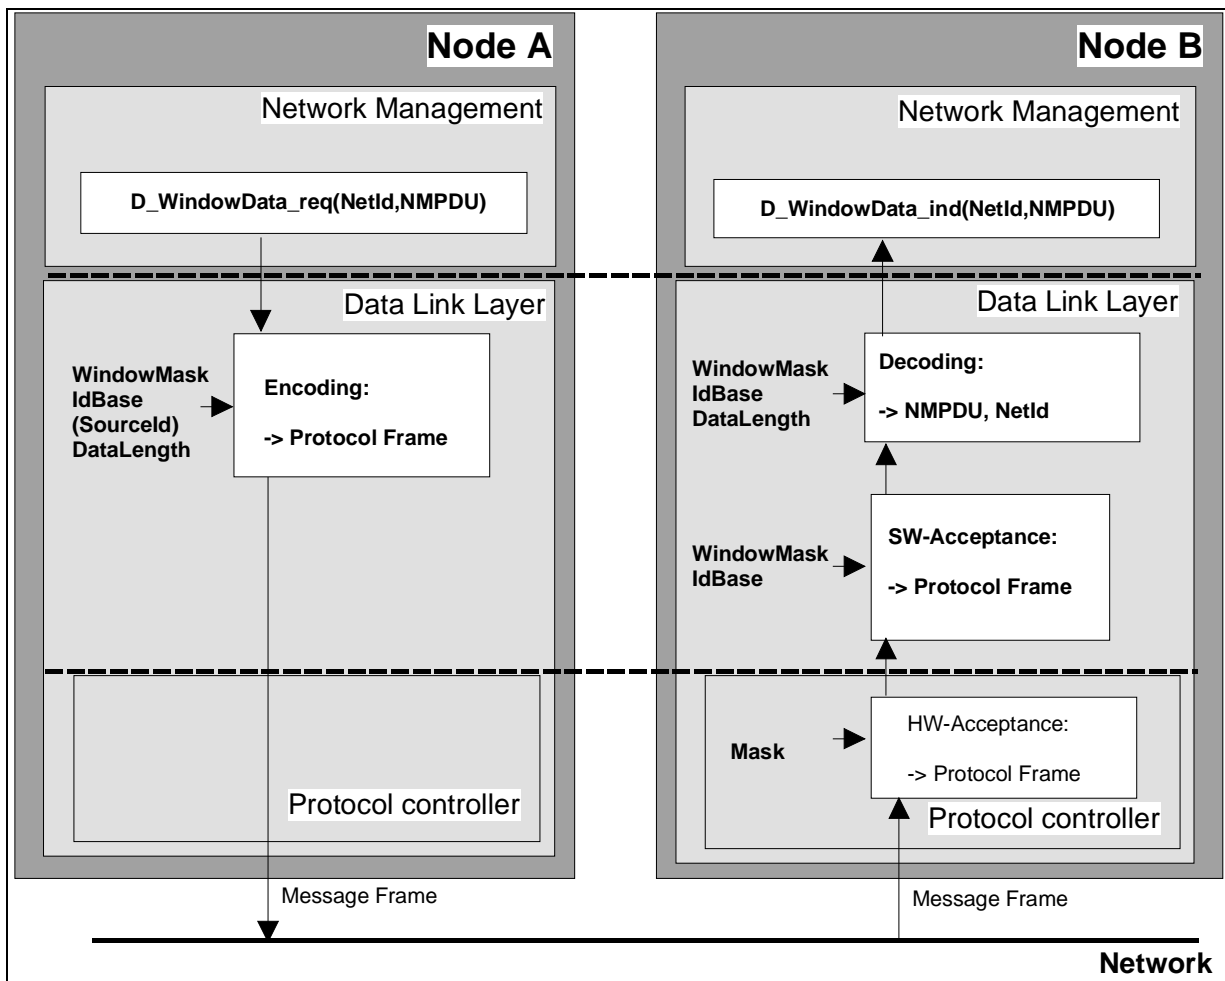 Node A
Network Management
D_WindowData_req(NetId,NMPDU)
Data Link Layer
WindowMask
IdBase
(SourceId)
DataLength
Encoding:
-> Protocol Frame
Protocol controller
Message Frame
Node B
Network Management
D_WindowData_ind(NetId,NMPDU)
Data Link Layer
WindowMask
IdBase
DataLength
Decoding:
-> NMPDU, NetId
WindowMask
IdBase
SW-Acceptance:
-> Protocol Frame
Mask
HW-Acceptance:
-> Protocol Frame
Protocol controller
Message Frame
Network